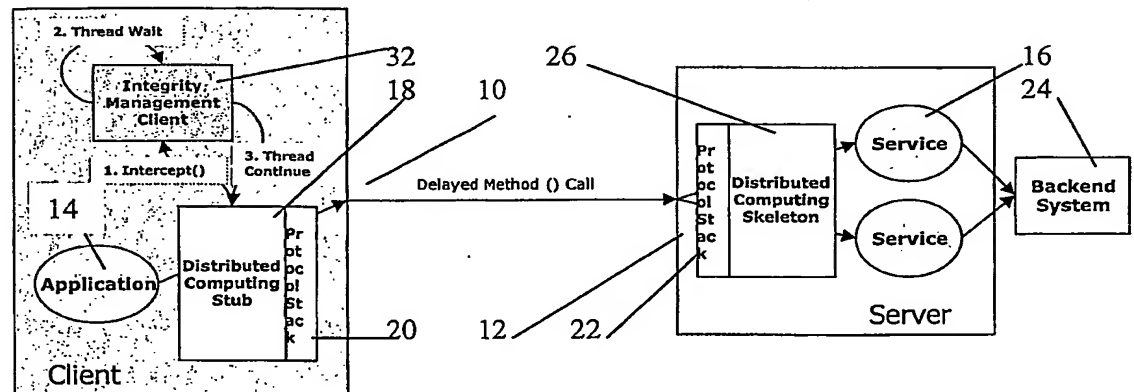 2. Thread Wait
32
26
16
Integrity
Management
Client
18
10
24
Service
3. Thread
Continue
1. Intercept()
Delayed Method () Call
Pr
ot
oc
ol
St
ac
k
Distributed
Computing
Skeleton
Backend
System
14
Application
Distributed
Computing
Stub
Pr
ot
oc
ol
St
ac
k
Service
20
12
22
Server
Client